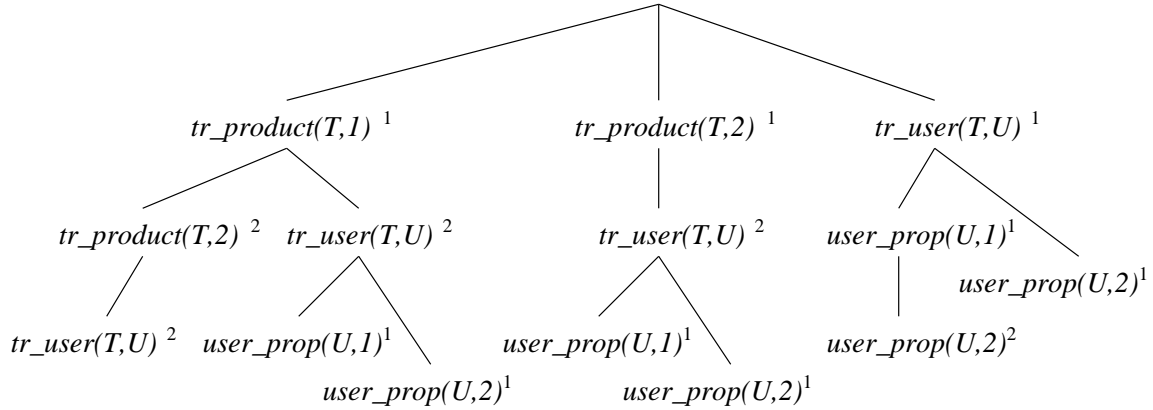 tr_product(T,1) ¹ tr_product(T,2) ¹ tr_user(T,U) ¹
tr_product(T,2) ² tr_user(T,U) ² tr_user(T,U) ² user_prop(U,1)¹
user_prop(U,2)¹
tr_user(T,U) ² user_prop(U,1)¹ user_prop(U,1)¹ user_prop(U,2)²
user_prop(U,2)¹ user_prop(U,2)¹